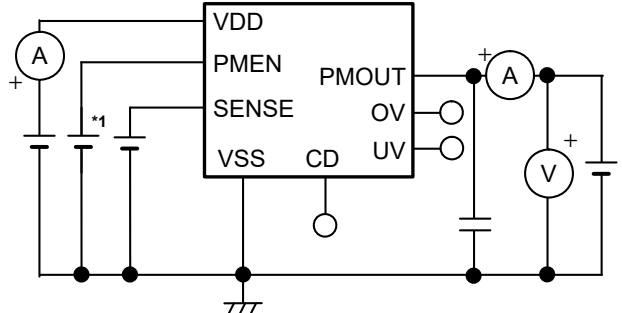 VDD
A
+
PMEN
*1
SENSE
VSS
CD
PMOUT
OV
UV
+
A
+
V